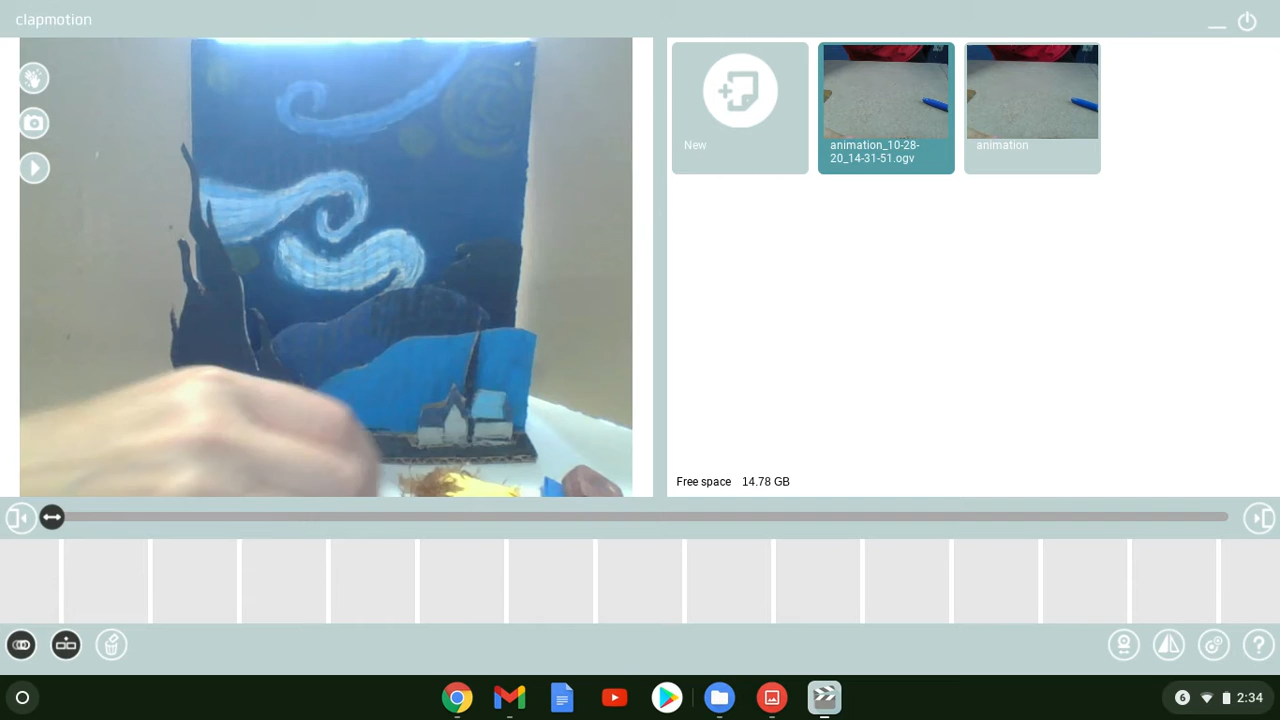 clapmotion
New
animation_10-28-
20_14-31-51.ogv
animation
Free space 14.78 GB
?
6 2:34